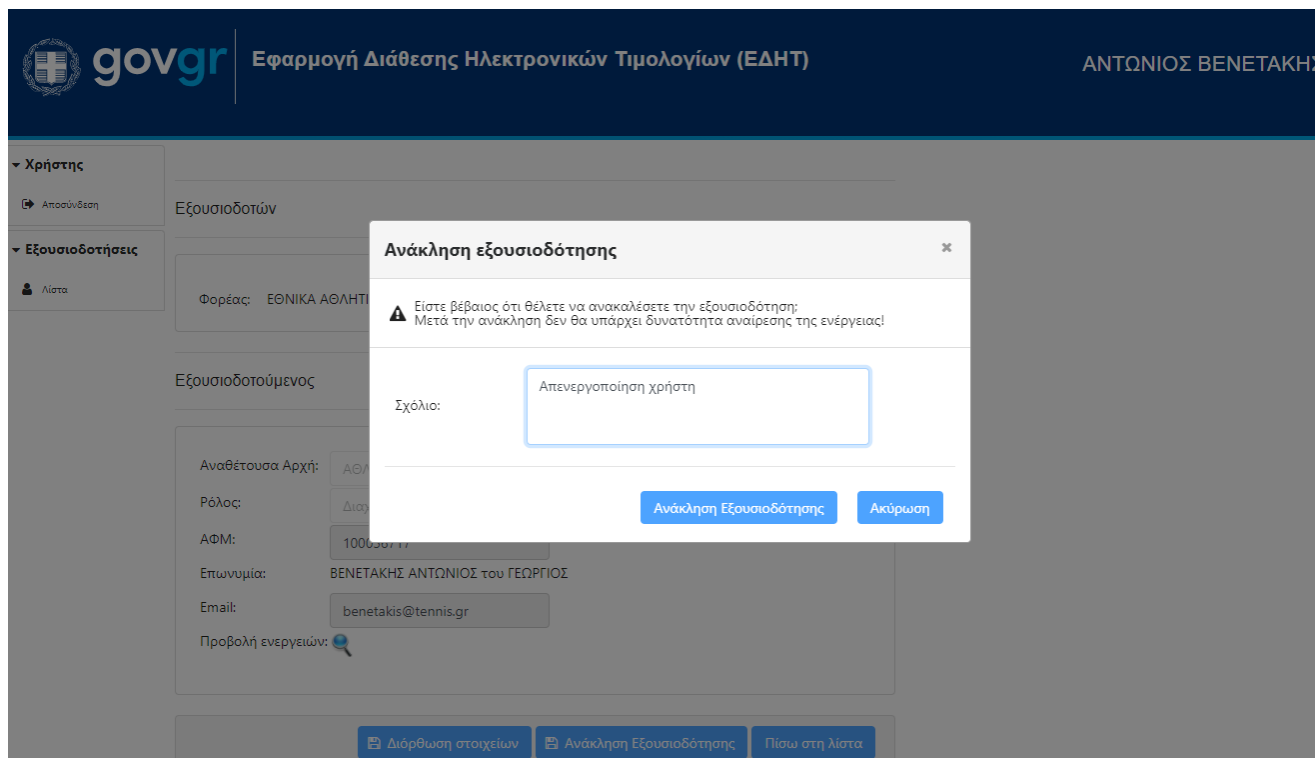 govgr
Εφαρμογή Διάθεσης Ηλεκτρονικών Τιμολογίων (ΕΔΗΤ)
ΑΝΤΩΝΙΟΣ ΒΕΝΕΤΑΚΗΣ
Χρήστης
Αποσύνδεση
Εξουσιοδοτήσεις
Λίστα
Εξουσιοδοτών
Φορέας: ΕΘΝΙΚΑ ΑΘΛΗΤΙ
Ανάκληση εξουσιοδότησης
×
Είστε βέβαιος ότι θέλετε να ανακαλέσετε την εξουσιοδότηση;
Μετά την ανάκληση δεν θα υπάρχει δυνατότητα αναίρεσης της ενέργειας!
Σχόλιο:
Απενεργοποίηση χρήστη
Ανάκληση Εξουσιοδότησης
Ακύρωση
Εξουσιοδοτούμενος
Αναθέτουσα Αρχή:
Ρόλος:
ΑΦΜ:
Επωνυμία: ΒΕΝΕΤΑΚΗΣ ΑΝΤΩΝΙΟΣ του ΓΕΩΡΓΙΟΣ
Email: benetakis@tennis.gr
Προβολή ενεργειών:
Διόρθωση στοιχείων
Ανάκληση Εξουσιοδότησης
Πίσω στη λίστα